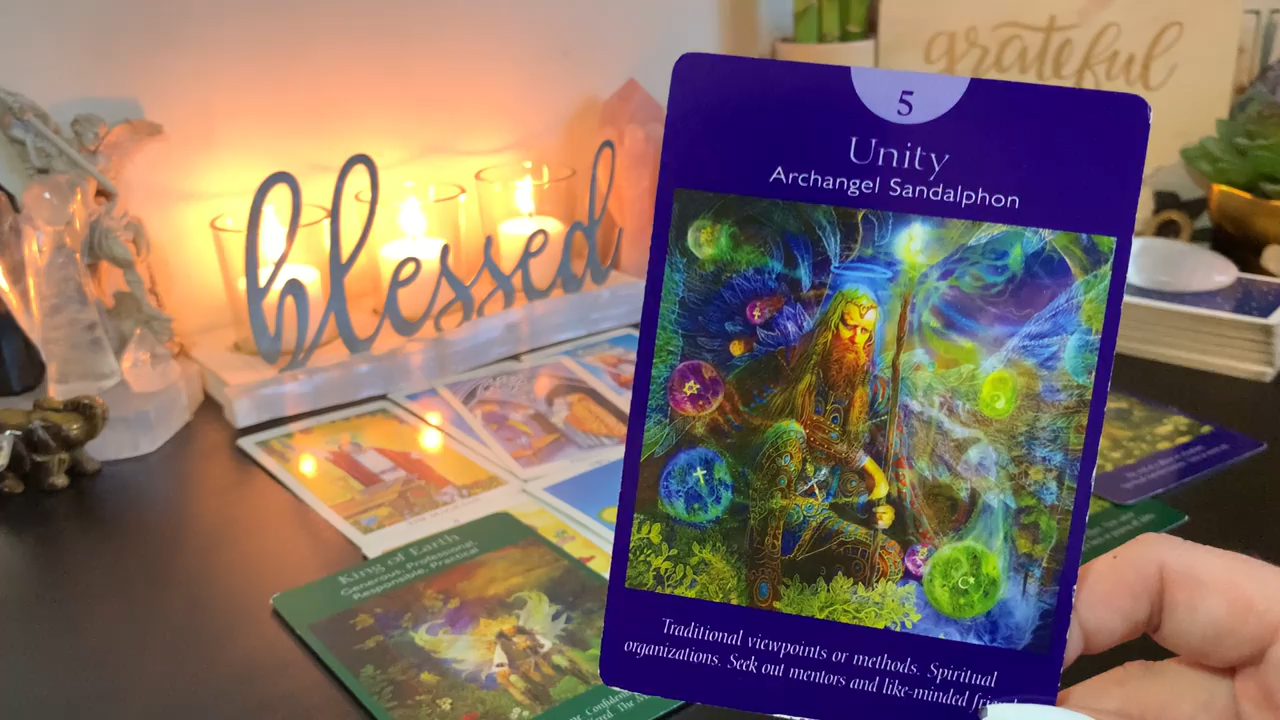 grateful
blessed
5
Unity
Archangel Sandalphon
Traditional viewpoints or methods. Spiritual
organizations. Seek out mentors and like-minded
King of Earth
Generous, Professional,
Responsible, Practical